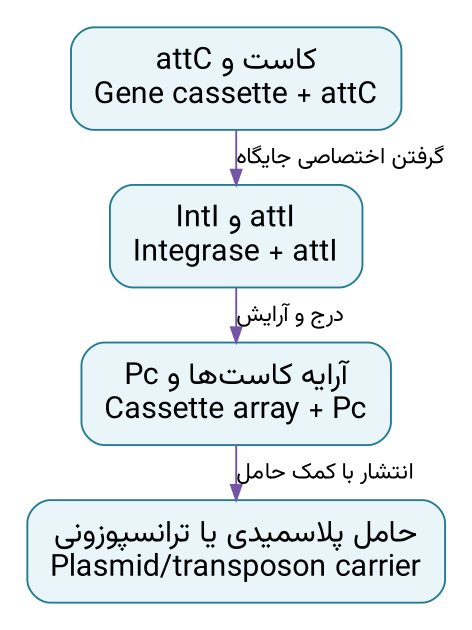 کاست و attC
Gene cassette + attC
گرفتن اختصاصی جایگاه
IntI و attI
Integrase + attI
درج و آرایش
آرایه کاست‌ها و Pc
Cassette array + Pc
انتشار با کمک حامل
حامل پلاسمیدی یا ترانسپوزونی
Plasmid/transposon carrier